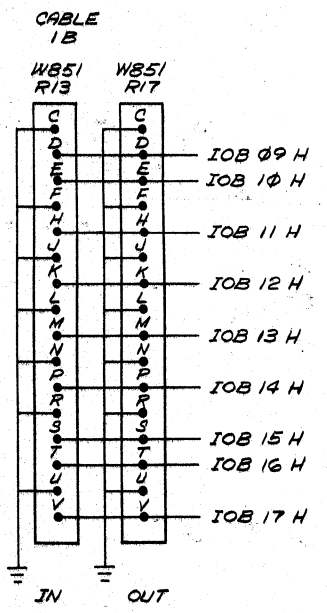 CABLE
1B
W851 W851
R13 R17
C C
D D IOB Ø9 H
E E IOB 1Ø H
F F
H H IOB 11 H
J J
K K IOB 12 H
L L
M M IOB 13 H
N N
P P IOB 14 H
R R
S S IOB 15 H
T T IOB 16 H
U U
V V IOB 17 H
IN OUT